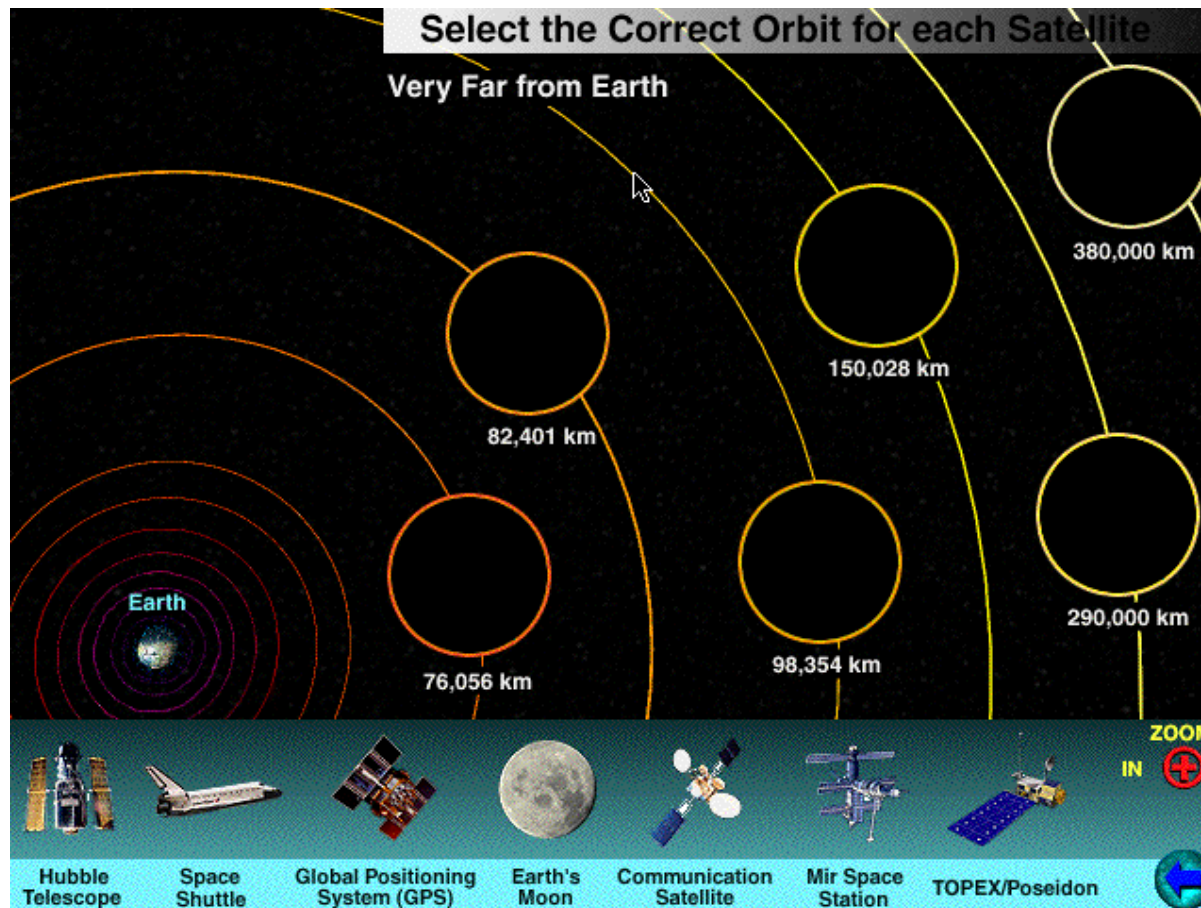 Select the Correct Orbit for each Satellite
Very Far from Earth
380,000 km
150,028 km
82,401 km
Earth
290,000 km
98,354 km
76,056 km
ZOOM
IN
Hubble
Telescope
Space
Shuttle
Global Positioning
System (GPS)
Earth's
Moon
Communication
Satellite
Mir Space
Station
TOPEX/Poseidon